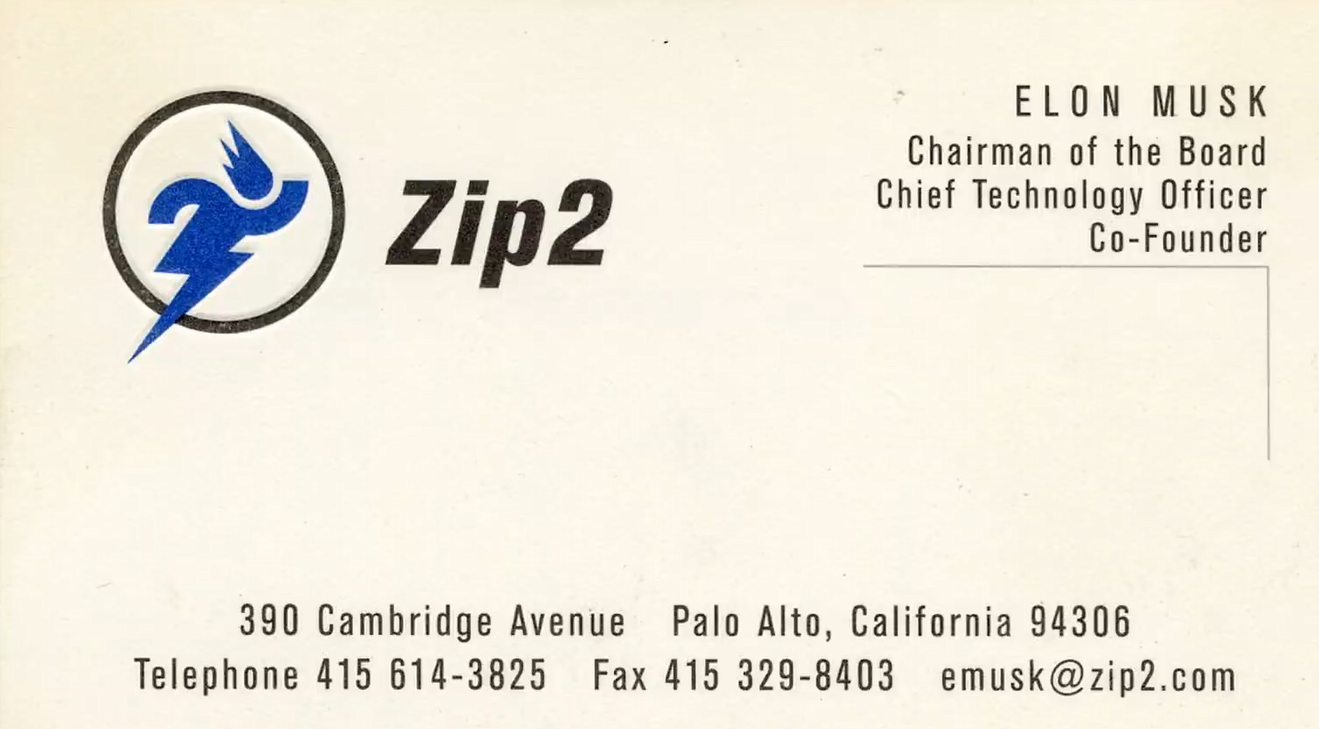 Zip2
ELON MUSK
Chairman of the Board
Chief Technology Officer
Co-Founder
390 Cambridge Avenue Palo Alto, California 94306
Telephone 415 614-3825 Fax 415 329-8403 emusk@zip2.com